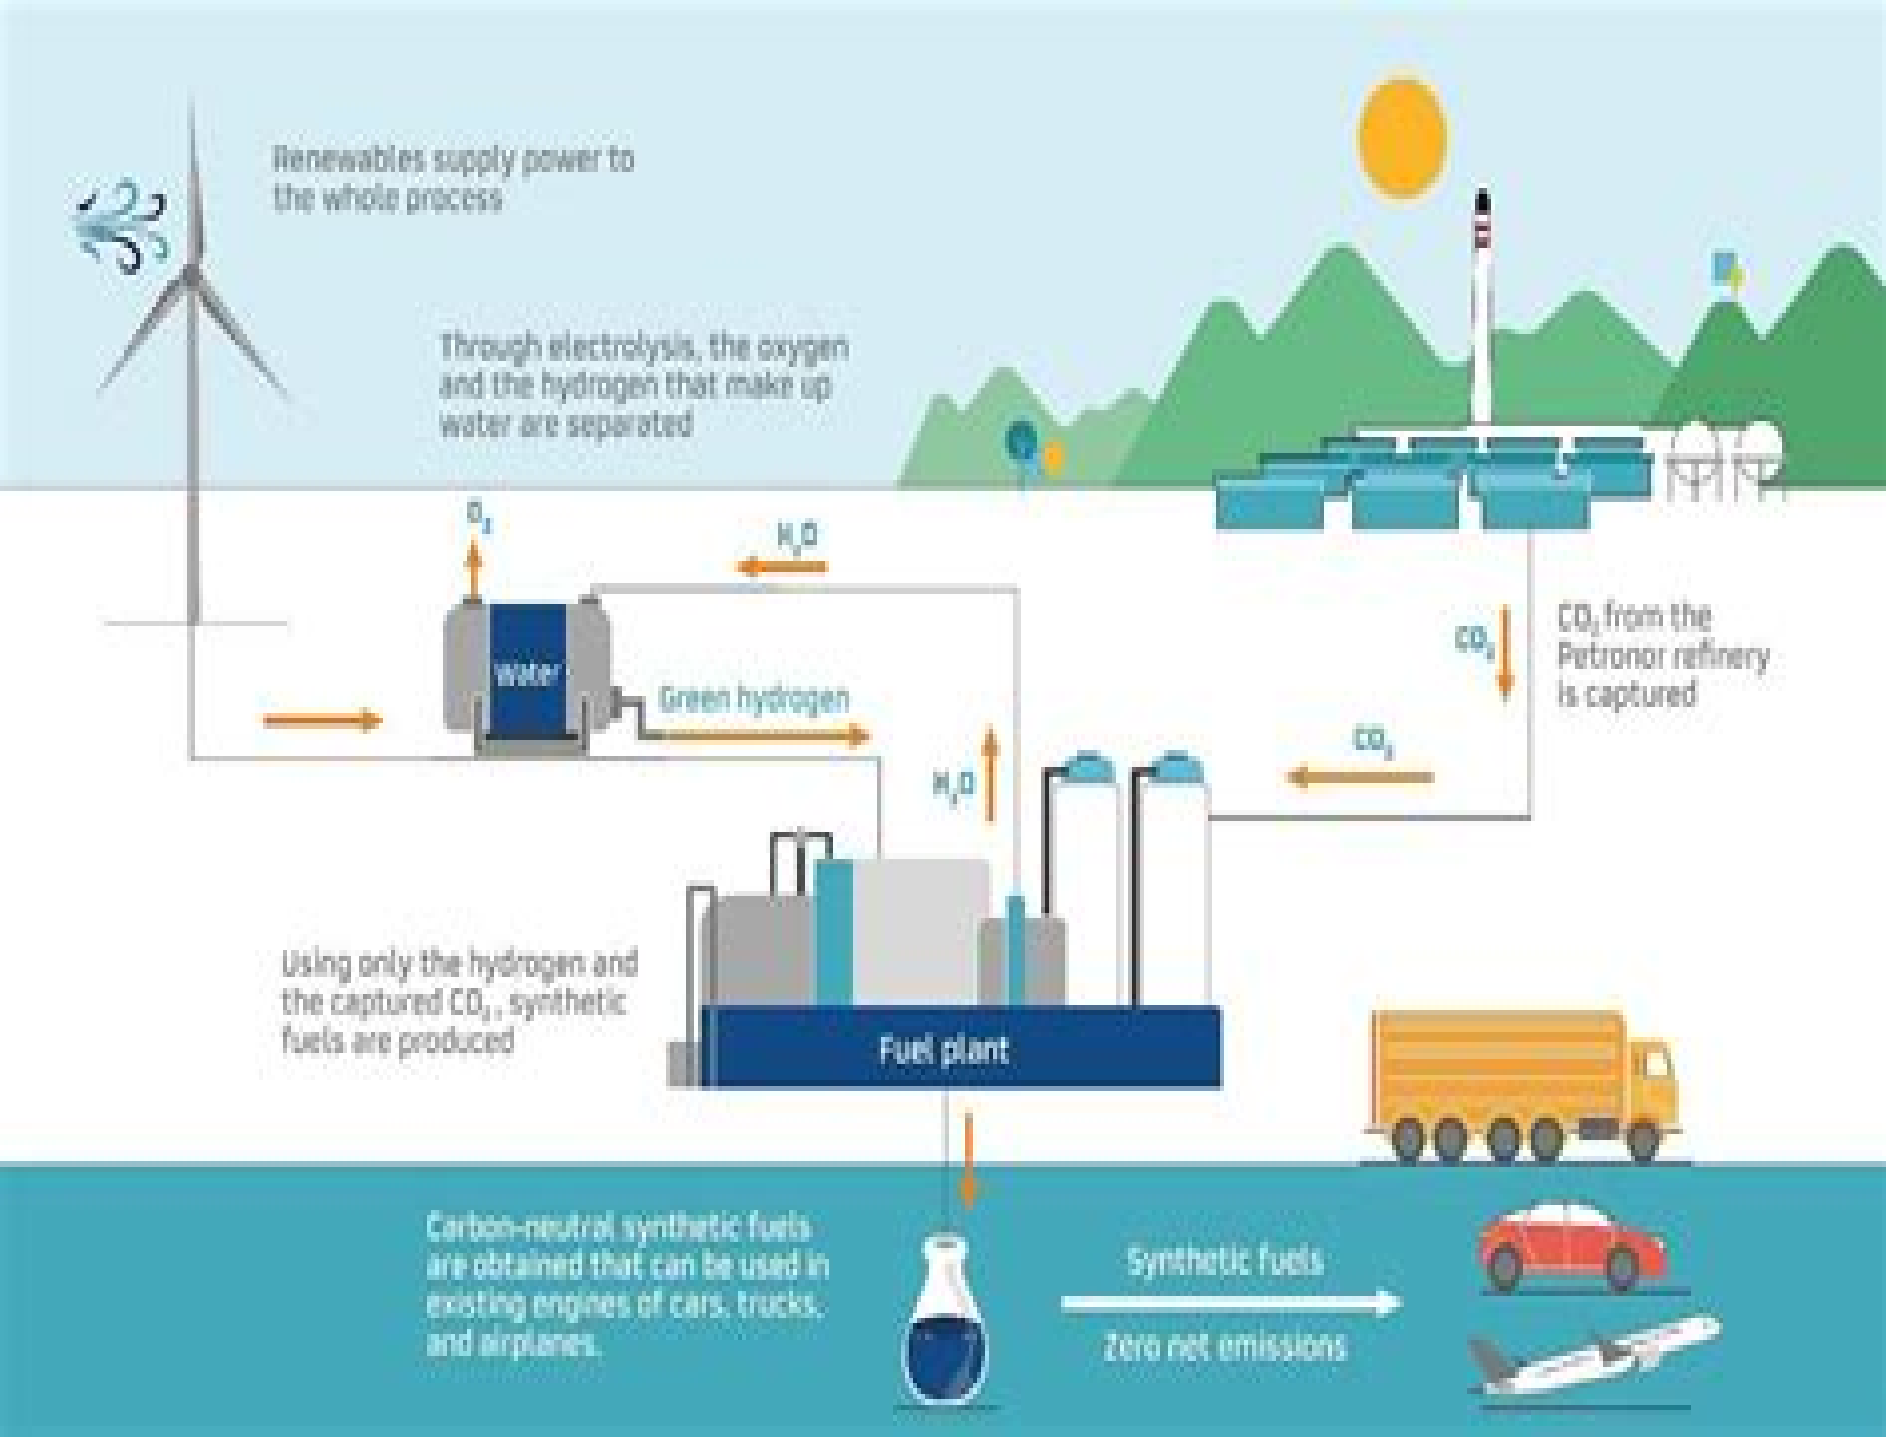 Renewables supply power to
the whole process
Through electrolysis, the oxygen
and the hydrogen that make up
water are separated
O₂
H₂O
Water
Green hydrogen
H₂O
CO₂
CO₂ from the
Petronor refinery
is captured
CO₂
Using only the hydrogen and
the captured CO₂, synthetic
fuels are produced
Fuel plant
Carbon-neutral synthetic fuels
are obtained that can be used in
existing engines of cars, trucks,
and airplanes.
Synthetic fuels
Zero net emissions